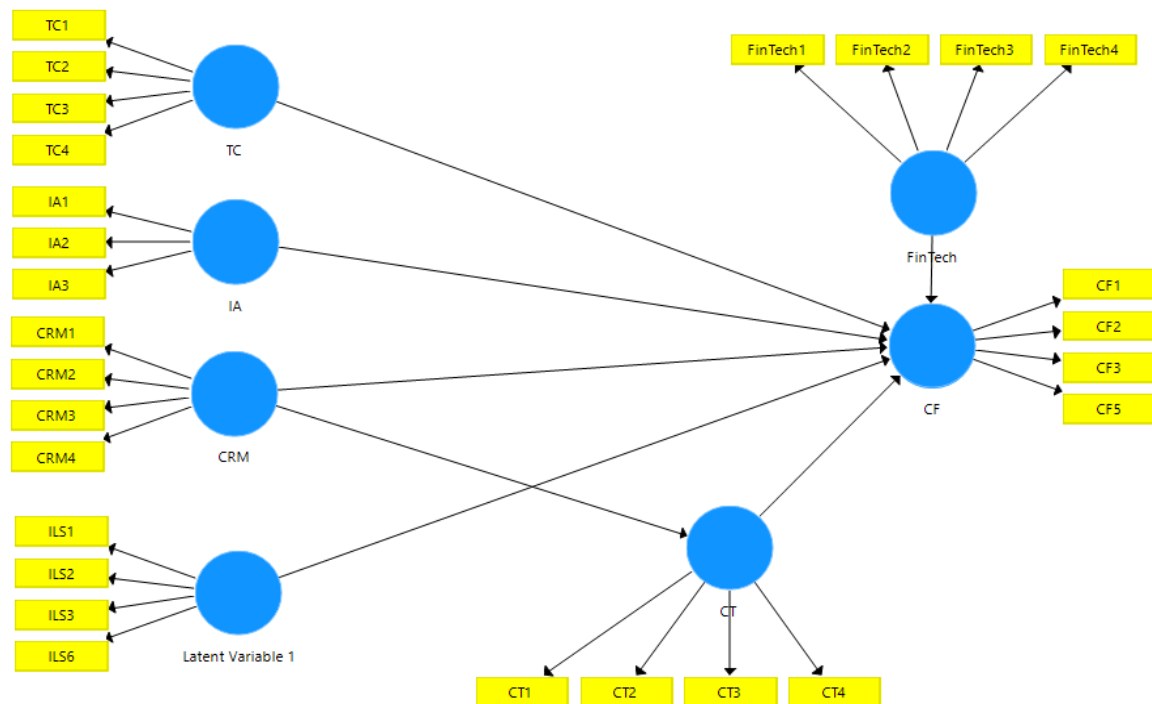 TC1
TC2
TC3
TC4
TC
IA1
IA2
IA3
IA
CRM1
CRM2
CRM3
CRM4
CRM
ILS1
ILS2
ILS3
ILS6
Latent Variable 1
FinTech1 FinTech2 FinTech3 FinTech4
FinTech
CF1
CF2
CF3
CF5
CF
CT
CT1 CT2 CT3 CT4